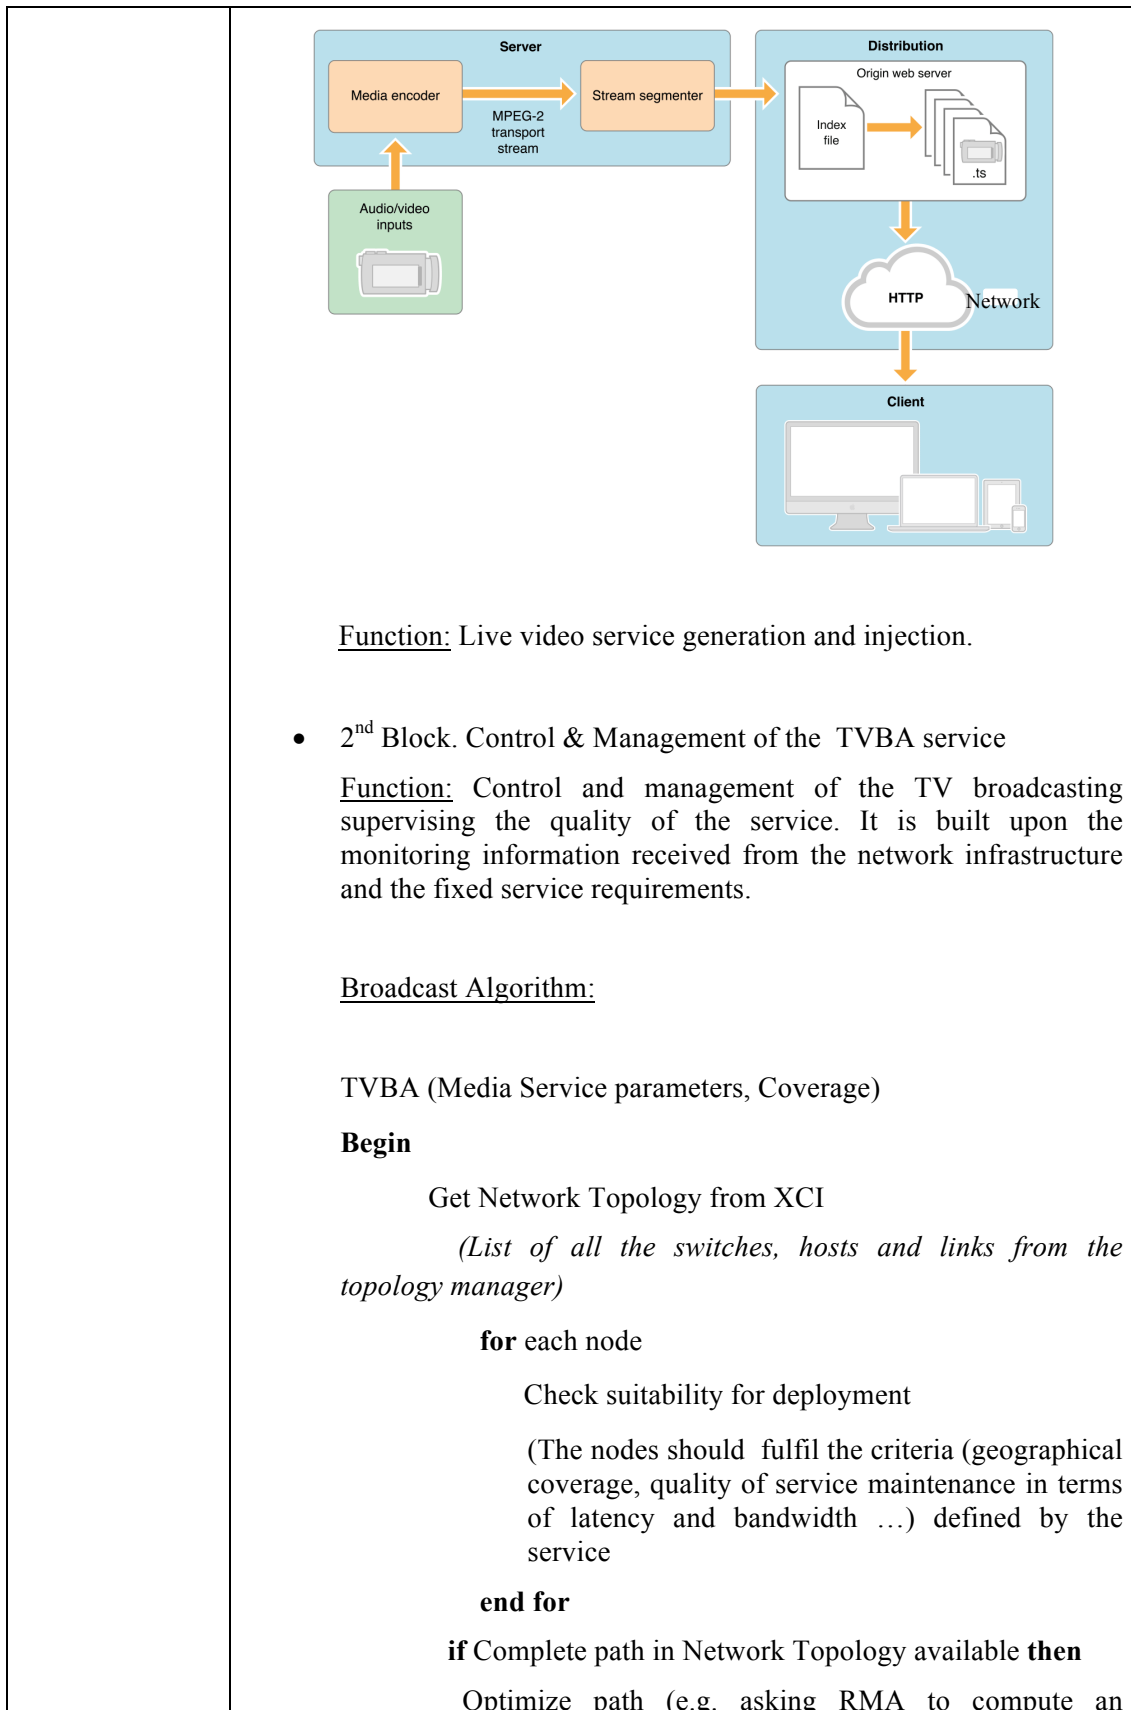 Server
Media encoder
MPEG-2
transport
stream
Stream segmenter
Audio/video
inputs
Distribution
Origin web server
Index
file
.ts
HTTP
Network
Client
Function: Live video service generation and injection.
• 2nd Block. Control & Management of the TVBA service
Function: Control and management of the TV broadcasting
supervising the quality of the service. It is built upon the
monitoring information received from the network infrastructure
and the fixed service requirements.
Broadcast Algorithm:
TVBA (Media Service parameters, Coverage)
Begin
Get Network Topology from XCI
(List of all the switches, hosts and links from the
topology manager)
for each node
Check suitability for deployment
(The nodes should fulfil the criteria (geographical
coverage, quality of service maintenance in terms
of latency and bandwidth …) defined by the
service
end for
if Complete path in Network Topology available then
Optimize path (e.g. asking RMA to compute an